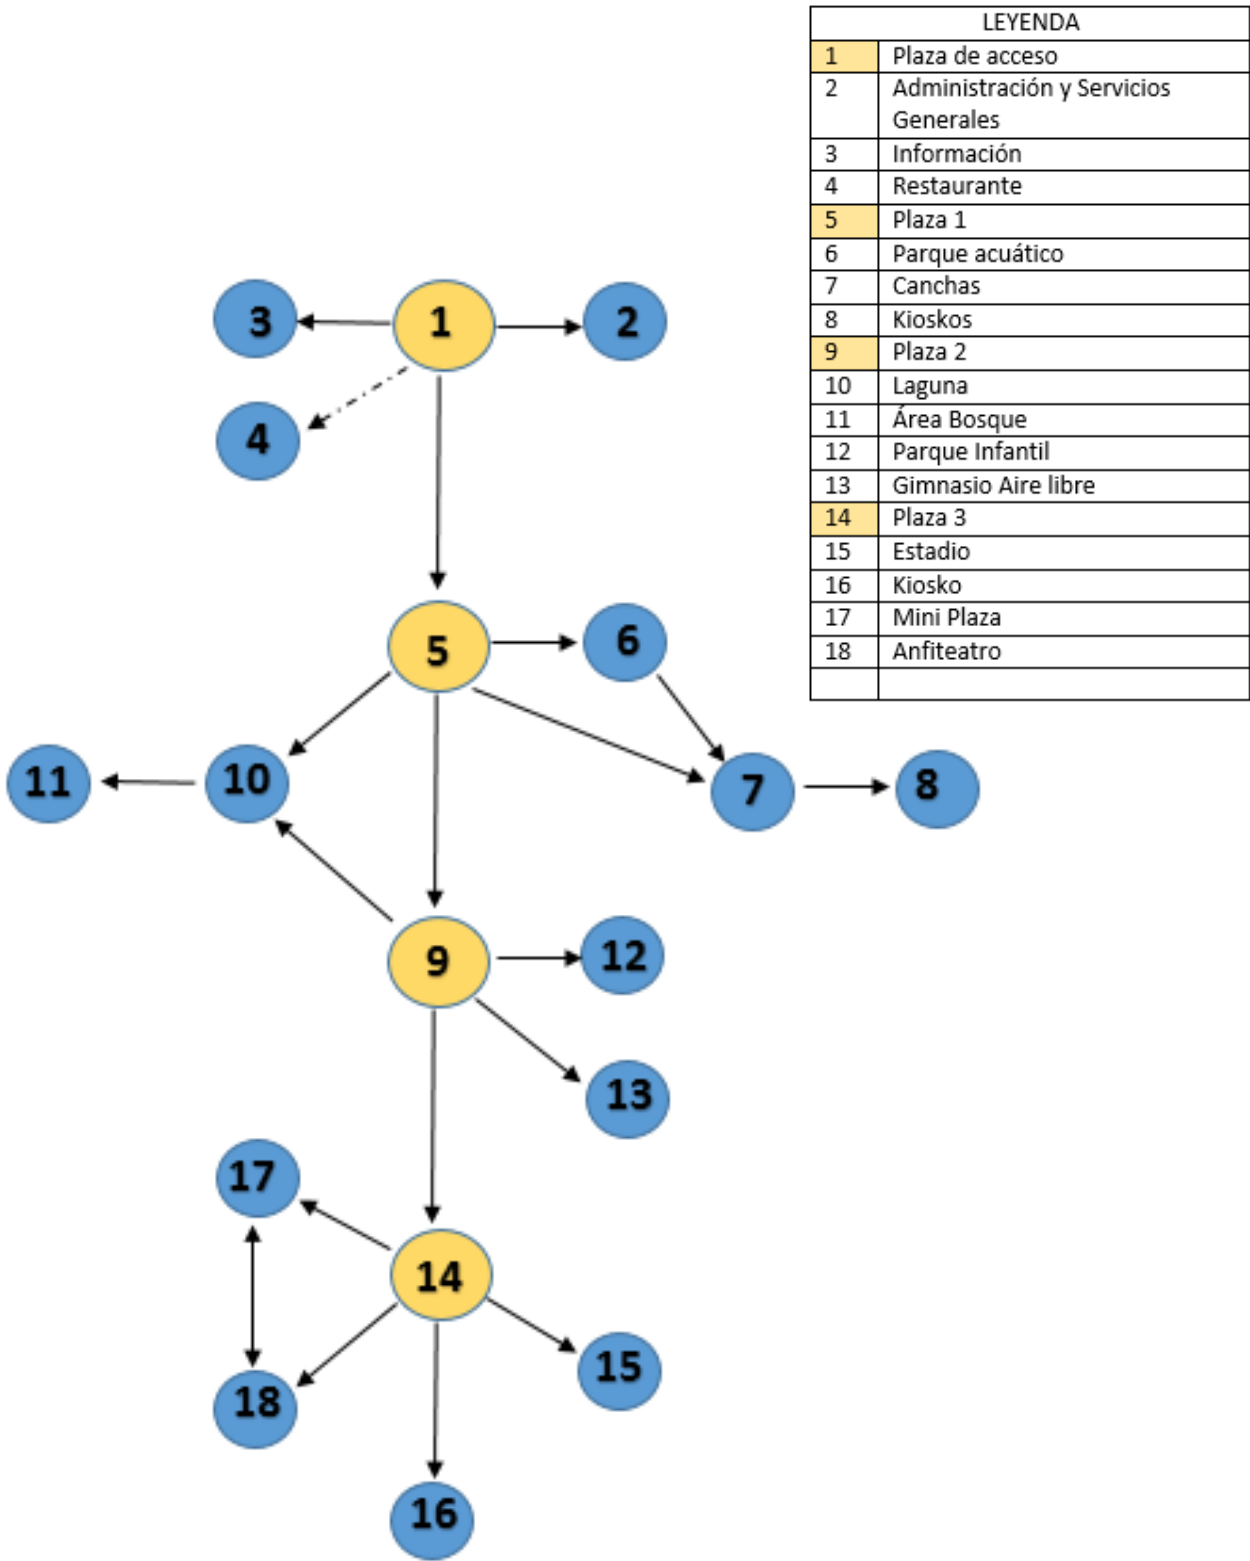 LEYENDA
1 Plaza de acceso
2 Administración y Servicios
Generales
3 Información
4 Restaurante
5 Plaza 1
6 Parque acuático
7 Canchas
8 Kioskos
9 Plaza 2
10 Laguna
11 Área Bosque
12 Parque Infantil
13 Gimnasio Aire libre
14 Plaza 3
15 Estadio
16 Kiosko
17 Mini Plaza
18 Anfiteatro
3 1 2
4
5 6
11 10 7 8
9 12
13
17
14
15
18
16